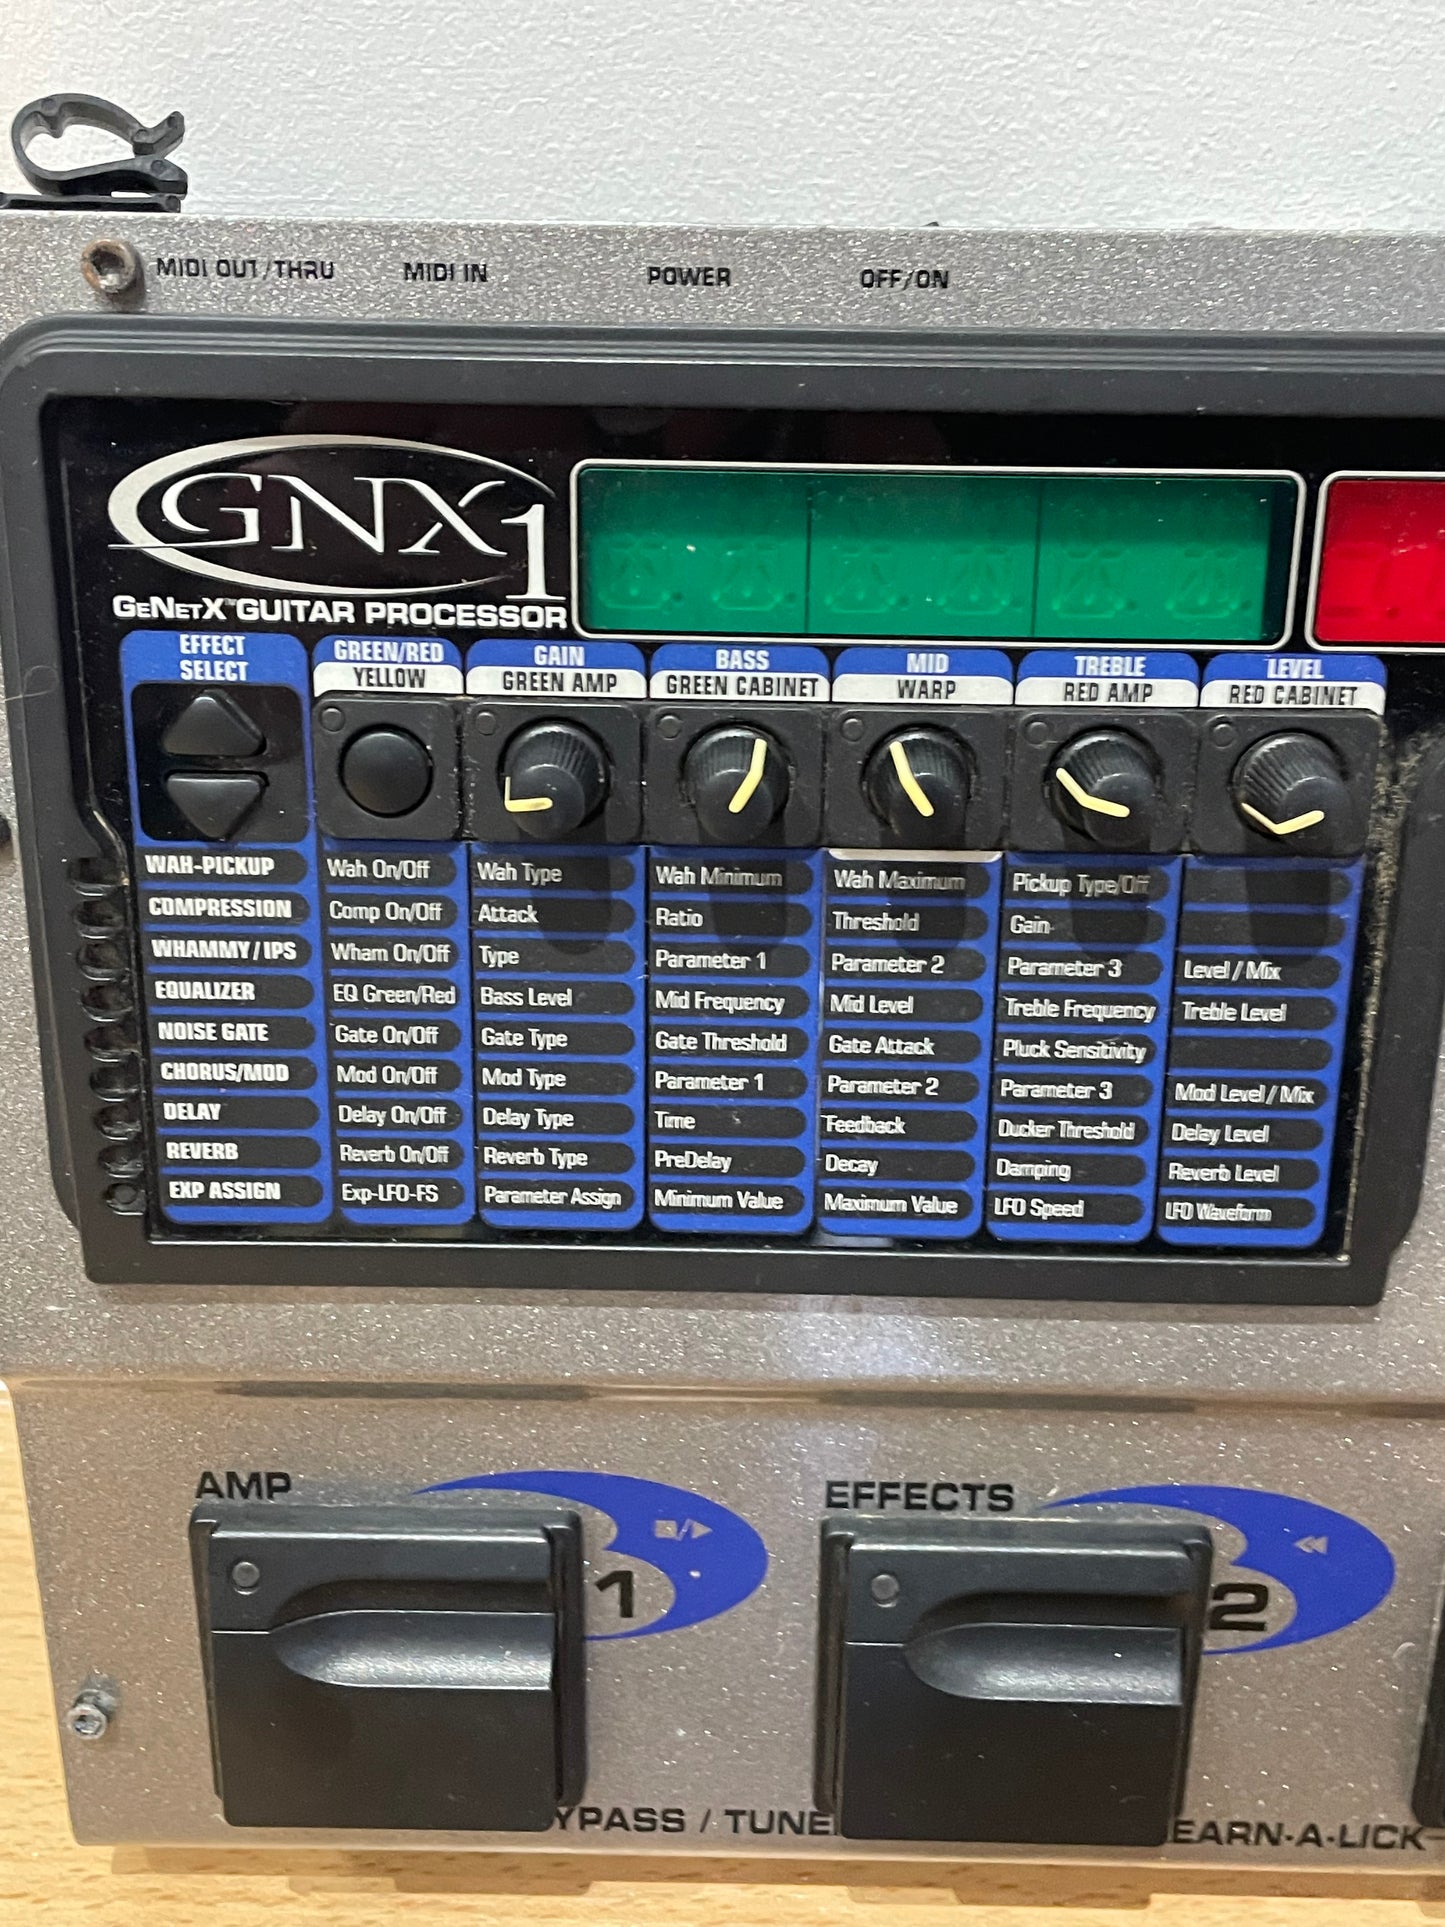 MIDI OUT/THRU MIDI IN POWER OFF/ON
GNX1
GENETX™ GUITAR PROCESSOR
EFFECT SELECT
GREEN/RED GAIN BASS MID TREBLE LEVEL
YELLOW GREEN AMP GREEN CABINET WARP RED AMP RED CABINET
WAH-PICKUP Wah On/Off Wah Type Wah Minimum Wah Maximum Pickup Type/Off
COMPRESSION Comp On/Off Attack Ratio Threshold Gain
WHAMMY/IPS Wham On/Off Type Parameter 1 Parameter 2 Parameter 3 Level/Mix
EQUALIZER EQ Green/Red Bass Level Mid Frequency Mid Level Treble Frequency Treble Level
NOISE GATE Gate On/Off Gate Type Gate Threshold Gate Attack Pluck Sensitivity
CHORUS/MOD Mod On/Off Mod Type Parameter 1 Parameter 2 Parameter 3 Mod Level/Mix
DELAY Delay On/Off Delay Type Time Feedback Ducker Threshold Delay Level
REVERB Reverb On/Off Reverb Type PreDelay Decay Damping Reverb Level
EXP ASSIGN Exp-LFO-FS Parameter Assign Minimum Value Maximum Value LFO Speed LFO Waveform
AMP EFFECTS
1 2
YPASS / TUNE EARN-A-LICK